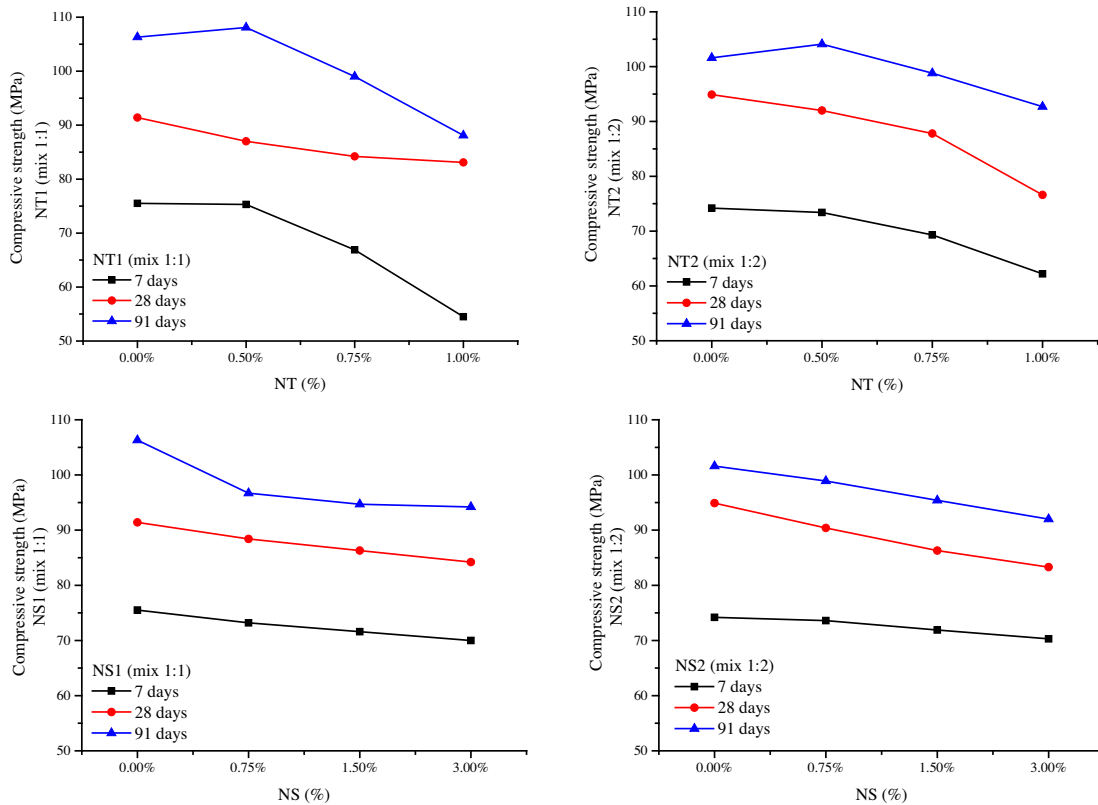 Compressive strength (MPa)
NT1 (mix 1:1)
110
100
90
80
70
60
50
NT1 (mix 1:1)
7 days
28 days
91 days
0.00%
0.50%
0.75%
1.00%
NT (%)
Compressive strength (MPa)
NT2 (mix 1:2)
110
100
90
80
70
60
50
NT2 (mix 1:2)
7 days
28 days
91 days
0.00%
0.50%
0.75%
1.00%
NT (%)
Compressive strength (MPa)
NS1 (mix 1:1)
110
100
90
80
70
60
50
NS1 (mix 1:1)
7 days
28 days
91 days
0.00%
0.75%
1.50%
3.00%
NS (%)
Compressive strength (MPa)
NS2 (mix 1:2)
110
100
90
80
70
60
50
NS2 (mix 1:2)
7 days
28 days
91 days
0.00%
0.75%
1.50%
3.00%
NS (%)